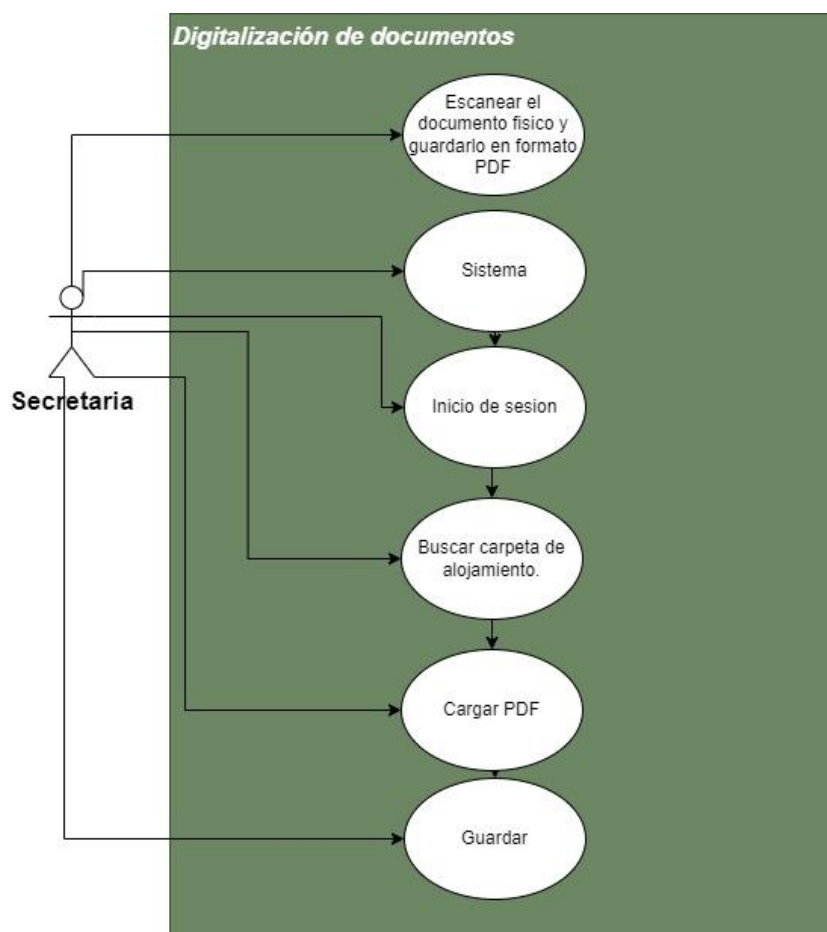 Digitalización de documentos
Escanear el
documento fisico y
guardarlo en formato
PDF
Sistema
Secretaria
Inicio de sesion
Buscar carpeta de
alojamiento.
Cargar PDF
Guardar